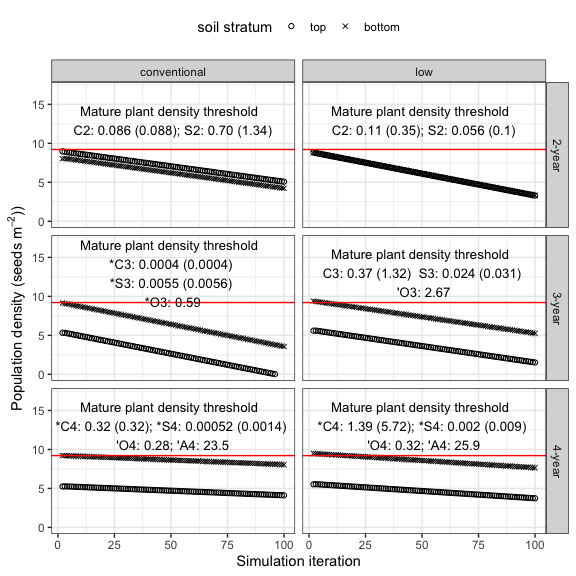 soil stratum top bottom
conventional low
Mature plant density threshold
C2: 0.086 (0.088); S2: 0.70 (1.34)
Mature plant density threshold
C2: 0.11 (0.35); S2: 0.056 (0.1)
15
10
5
0
2-year
Mature plant density threshold
*C3: 0.0004 (0.0004)
*S3: 0.0055 (0.0056)
*O3: 0.59
Mature plant density threshold
C3: 0.37 (1.32) S3: 0.024 (0.031)
'O3: 2.67
15
10
5
0
3-year
Mature plant density threshold
*C4: 0.32 (0.32); *S4: 0.00052 (0.0014)
'O4: 0.28; 'A4: 23.5
Mature plant density threshold
*C4: 1.39 (5.72); *S4: 0.002 (0.009)
'O4: 0.32; 'A4: 25.9
15
10
5
0
4-year
0 25 50 75 100 0 25 50 75 100
Simulation iteration
Population density (seeds m⁻²))